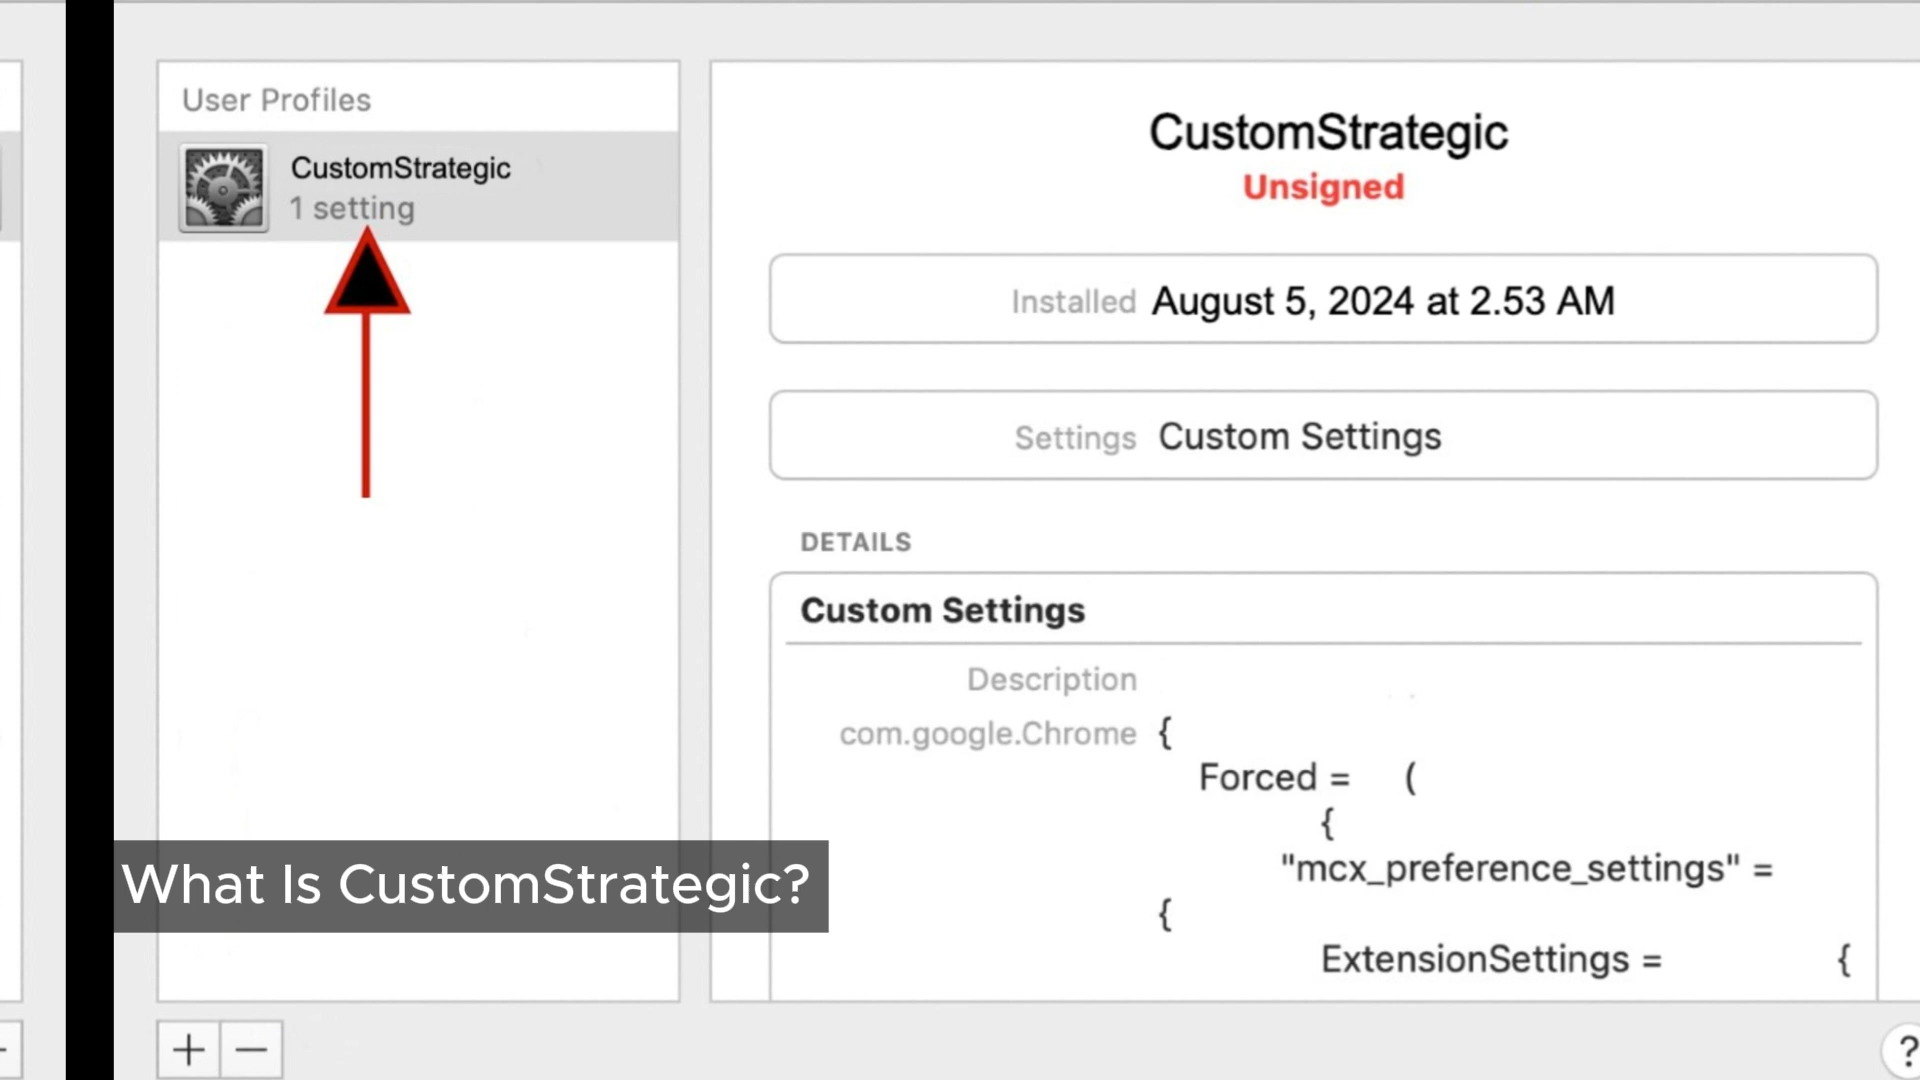 User Profiles
CustomStrategic
1 setting
CustomStrategic
Unsigned
Installed August 5, 2024 at 2.53 AM
Settings Custom Settings
DETAILS
Custom Settings
Description
com.google.Chrome {
Forced = (
{
"mcx_preference_settings" =
{
ExtensionSettings = {
What Is CustomStrategic?
+ −
?